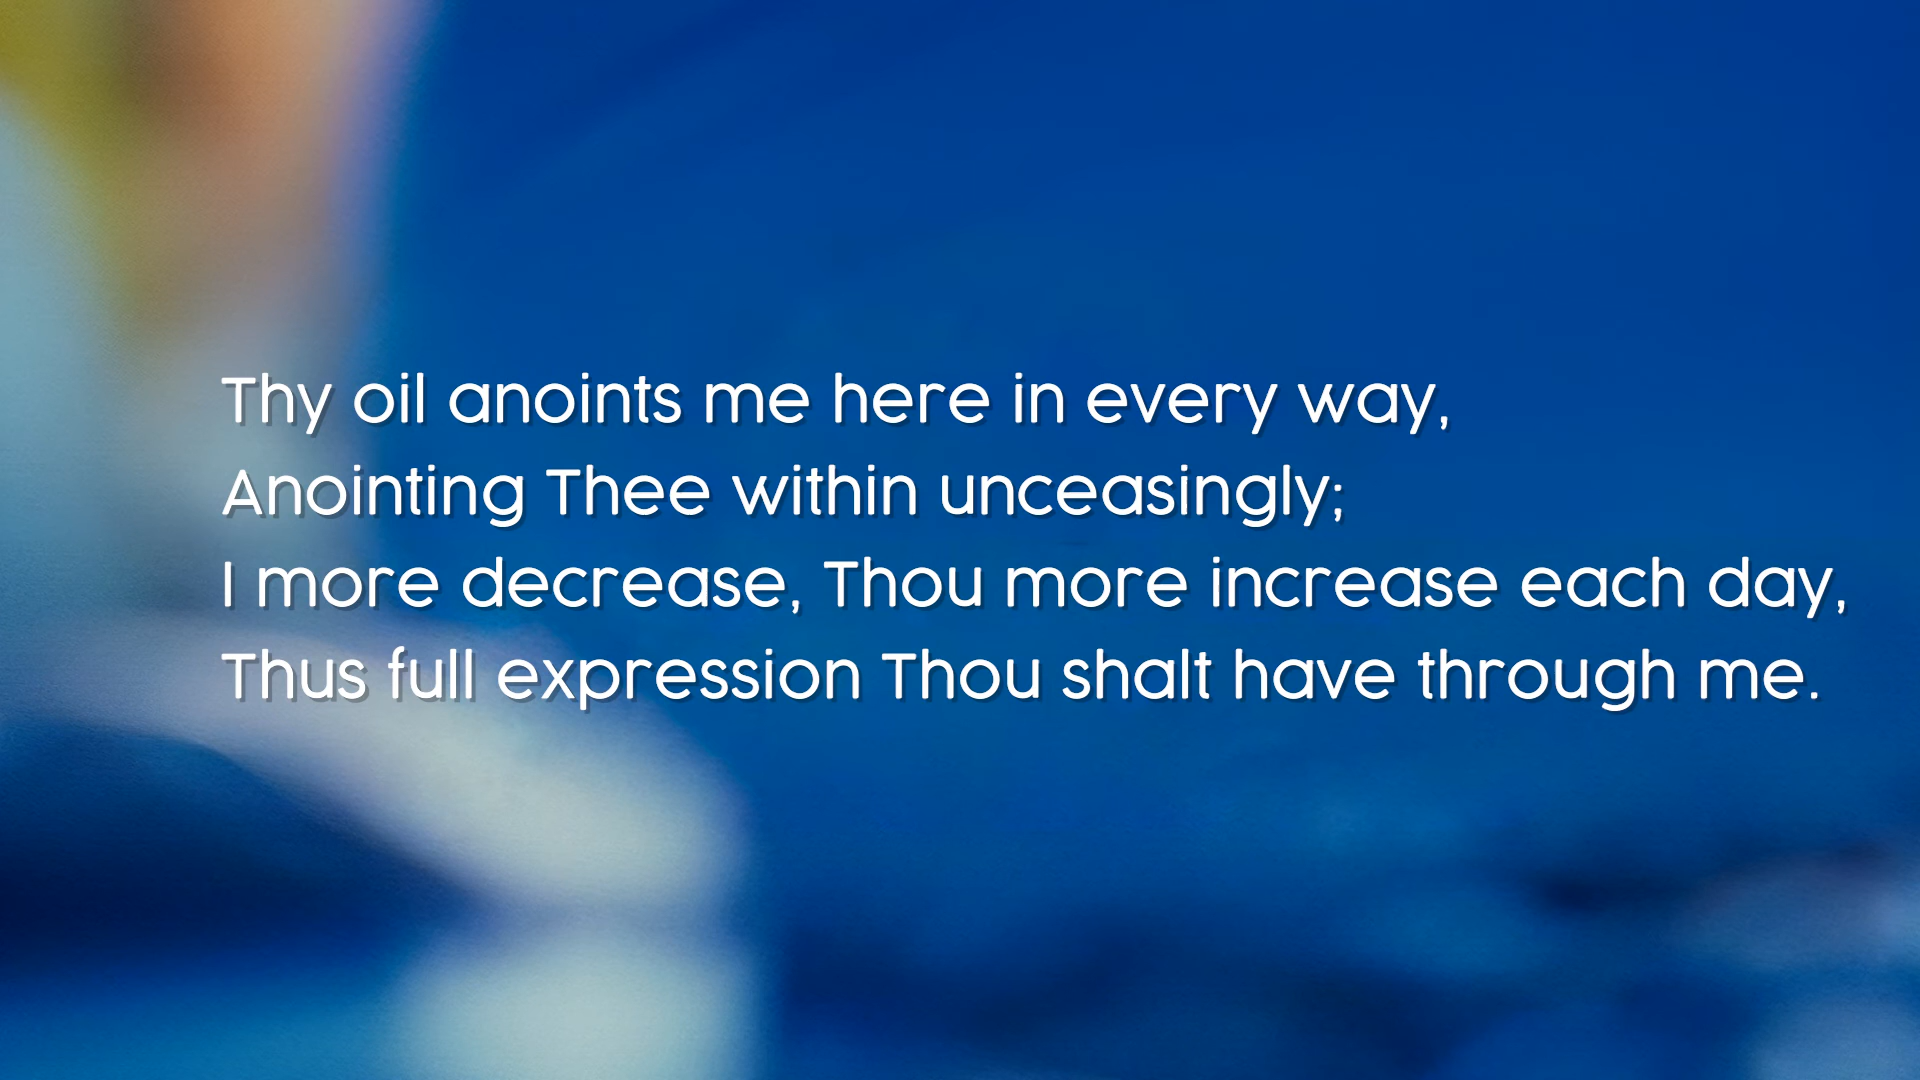 Thy oil anoints me here in every way,
Anointing Thee within unceasingly;
I more decrease, Thou more increase each day,
Thus full expression Thou shalt have through me.